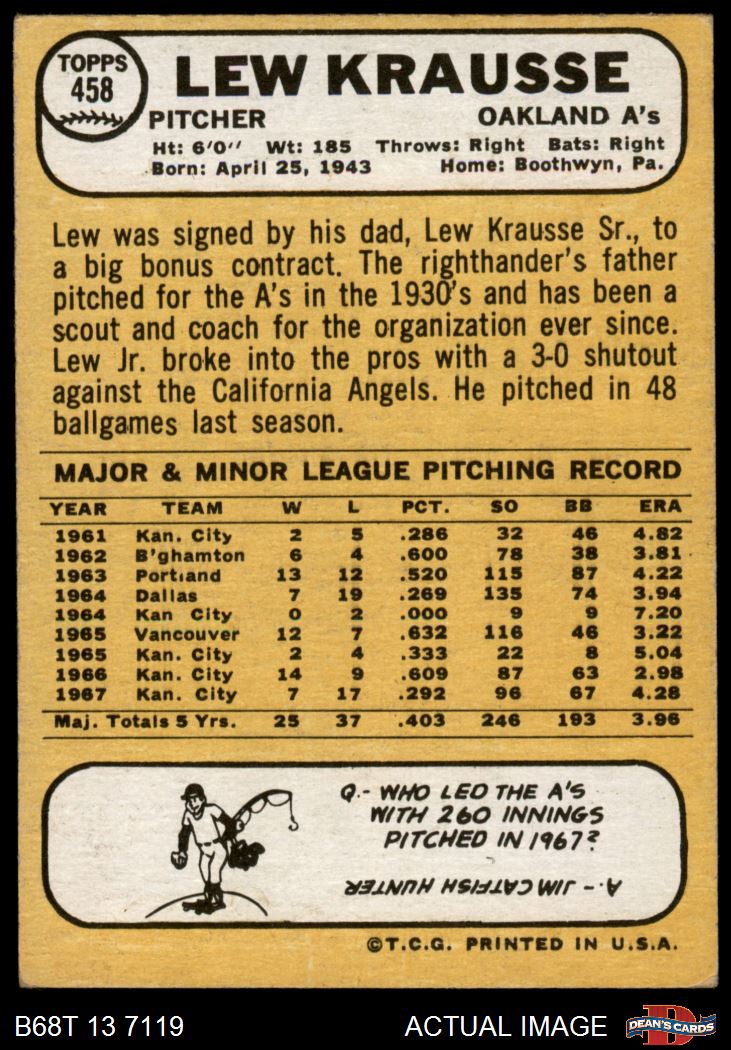 TOPPS
458
LEW KRAUSSE
PITCHER OAKLAND A's
Ht: 6'0" Wt: 185 Throws: Right Bats: Right
Born: April 25, 1943 Home: Boothwyn, Pa.
Lew was signed by his dad, Lew Krausse Sr., to
a big bonus contract. The righthander's father
pitched for the A's in the 1930's and has been a
scout and coach for the organization ever since.
Lew Jr. broke into the pros with a 3-0 shutout
against the California Angels. He pitched in 48
ballgames last season.
MAJOR & MINOR LEAGUE PITCHING RECORD
YEAR TEAM W L PCT. SO BB ERA
1961 Kan. City 2 5 .286 32 46 4.82
1962 B'ghamton 6 4 .600 78 38 3.81
1963 Portland 13 12 .520 115 87 4.22
1964 Dallas 7 19 .269 135 74 3.94
1964 Kan City 0 2 .000 9 9 7.20
1965 Vancouver 12 7 .632 116 46 3.22
1965 Kan. City 2 4 .333 22 8 5.04
1966 Kan. City 14 9 .609 87 63 2.98
1967 Kan. City 7 17 .292 96 67 4.28
Maj. Totals 5 Yrs. 25 37 .403 246 193 3.96
Q.- WHO LED THE A'S
WITH 260 INNINGS
PITCHED IN 1967?
A.- JIM CATFISH HUNTER
©T.C.G. PRINTED IN U.S.A.
B68T 13 7119 ACTUAL IMAGE
DEAN'S CARDS